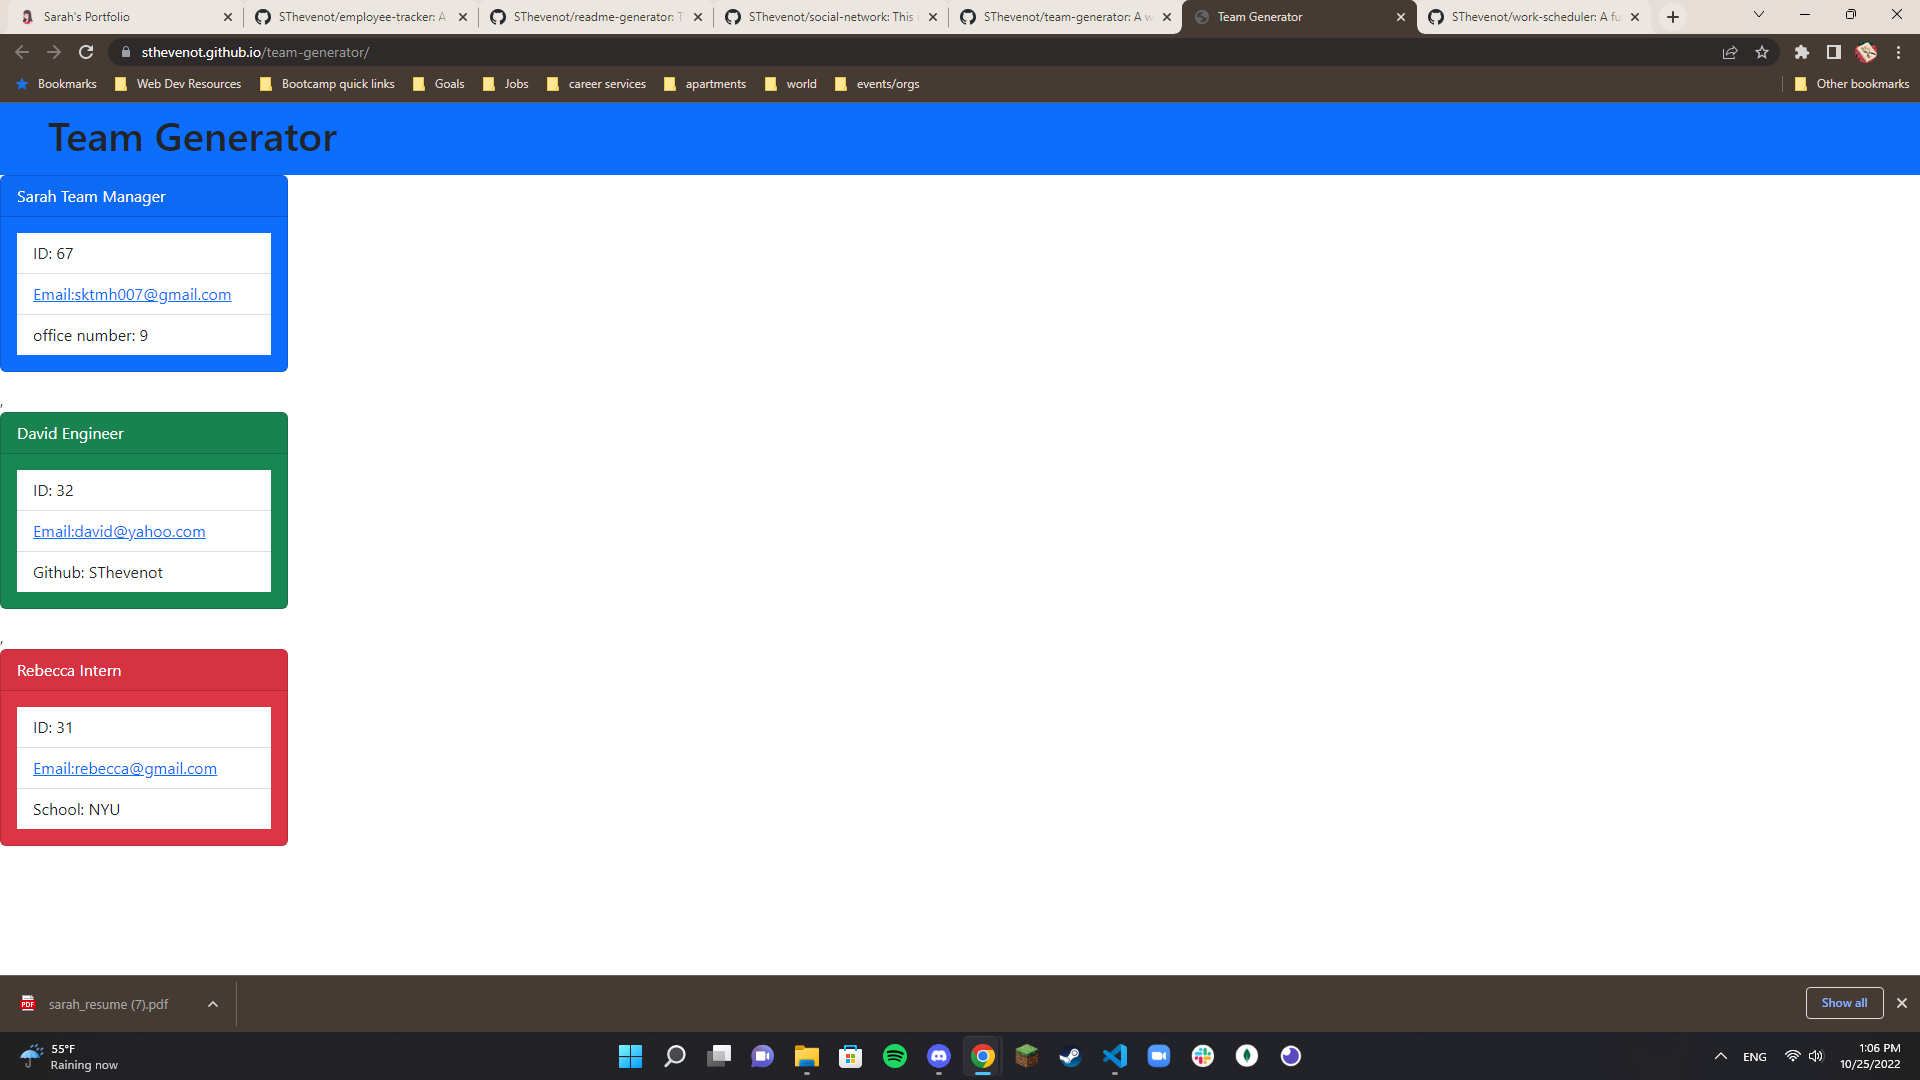 Sarah's Portfolio
SThevenot/employee-tracker: A
SThevenot/readme-generator: T
SThevenot/social-network: This
SThevenot/team-generator: A w
Team Generator
SThevenot/work-scheduler: A fu
sthevenot.github.io/team-generator/
Bookmarks
Web Dev Resources
Bootcamp quick links
Goals
Jobs
career services
apartments
world
events/orgs
Other bookmarks
Team Generator
Sarah Team Manager
ID: 67
Email:sktmh007@gmail.com
office number: 9
,
David Engineer
ID: 32
Email:david@yahoo.com
Github: SThevenot
,
Rebecca Intern
ID: 31
Email:rebecca@gmail.com
School: NYU
PDF
sarah_resume (7).pdf
Show all
55°F
Raining now
ENG
1:06 PM
10/25/2022